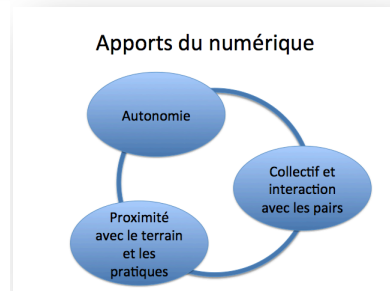 Apports du numérique
Autonomie
Collectif et
interaction
avec les pairs
Proximité
avec le terrain
et les
pratiques